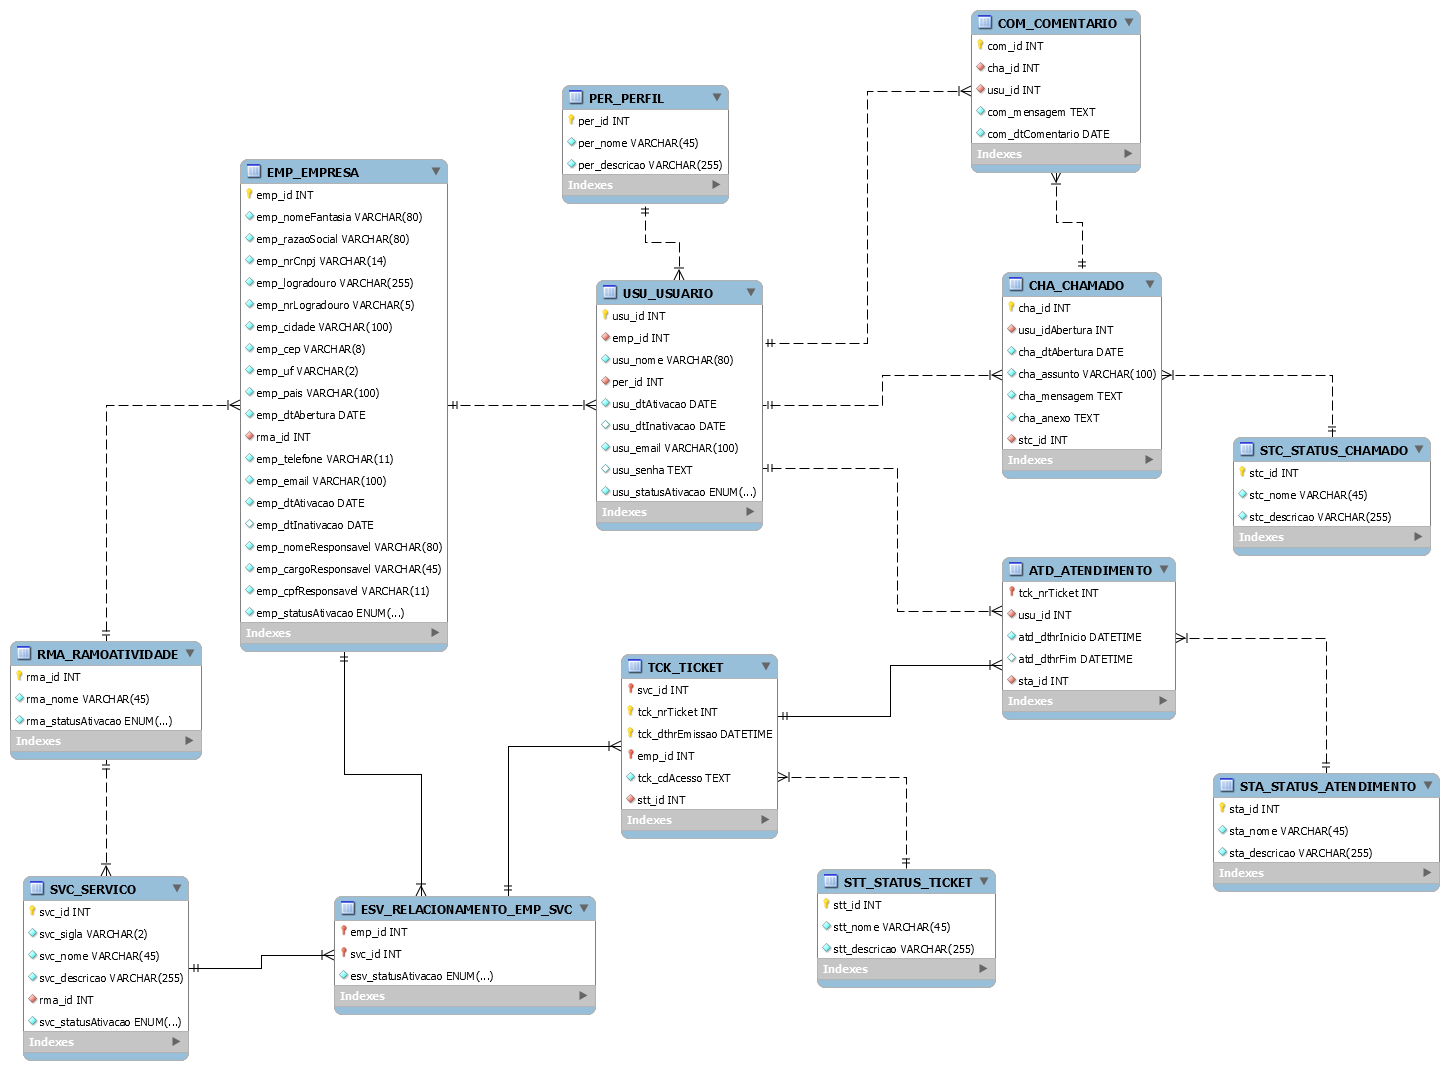 COM_COMENTARIO
com_id INT
cha_id INT
usu_id INT
com_mensagem TEXT
com_dtComentario DATE
Indexes
PER_PERFIL
per_id INT
per_nome VARCHAR(45)
per_descricao VARCHAR(255)
Indexes
EMP_EMPRESA
emp_id INT
emp_nomeFantasia VARCHAR(80)
emp_razaoSocial VARCHAR(80)
emp_nrCnpj VARCHAR(14)
emp_logradouro VARCHAR(255)
emp_nrLogradouro VARCHAR(5)
emp_cidade VARCHAR(100)
emp_cep VARCHAR(8)
emp_uf VARCHAR(2)
emp_pais VARCHAR(100)
emp_dtAbertura DATE
rma_id INT
emp_telefone VARCHAR(11)
emp_email VARCHAR(100)
emp_dtAtivacao DATE
emp_dtInativacao DATE
emp_nomeResponsavel VARCHAR(80)
emp_cargoResponsavel VARCHAR(45)
emp_cpfResponsavel VARCHAR(11)
emp_statusAtivacao ENUM(...)
Indexes
USU_USUARIO
usu_id INT
emp_id INT
usu_nome VARCHAR(80)
per_id INT
usu_dtAtivacao DATE
usu_dtInativacao DATE
usu_email VARCHAR(100)
usu_senha TEXT
usu_statusAtivacao ENUM(...)
Indexes
CHA_CHAMADO
cha_id INT
usu_idAbertura INT
cha_dtAbertura DATE
cha_assunto VARCHAR(100)
cha_mensagem TEXT
cha_anexo TEXT
stc_id INT
Indexes
STC_STATUS_CHAMADO
stc_id INT
stc_nome VARCHAR(45)
stc_descricao VARCHAR(255)
Indexes
ATD_ATENDIMENTO
tck_nrTicket INT
usu_id INT
atd_dthrInicio DATETIME
atd_dthrFim DATETIME
sta_id INT
Indexes
RMA_RAMOATIVIDADE
rma_id INT
rma_nome VARCHAR(45)
rma_statusAtivacao ENUM(...)
Indexes
TCK_TICKET
svc_id INT
tck_nrTicket INT
tck_dthrEmissao DATETIME
emp_id INT
tck_cdAcesso TEXT
stt_id INT
Indexes
STA_STATUS_ATENDIMENTO
sta_id INT
sta_nome VARCHAR(45)
sta_descricao VARCHAR(255)
Indexes
SVC_SERVICO
svc_id INT
svc_sigla VARCHAR(2)
svc_nome VARCHAR(45)
svc_descricao VARCHAR(255)
rma_id INT
svc_statusAtivacao ENUM(...)
Indexes
ESV_RELACIONAMENTO_EMP_SVC
emp_id INT
svc_id INT
esv_statusAtivacao ENUM(...)
Indexes
STT_STATUS_TICKET
stt_id INT
stt_nome VARCHAR(45)
stt_descricao VARCHAR(255)
Indexes